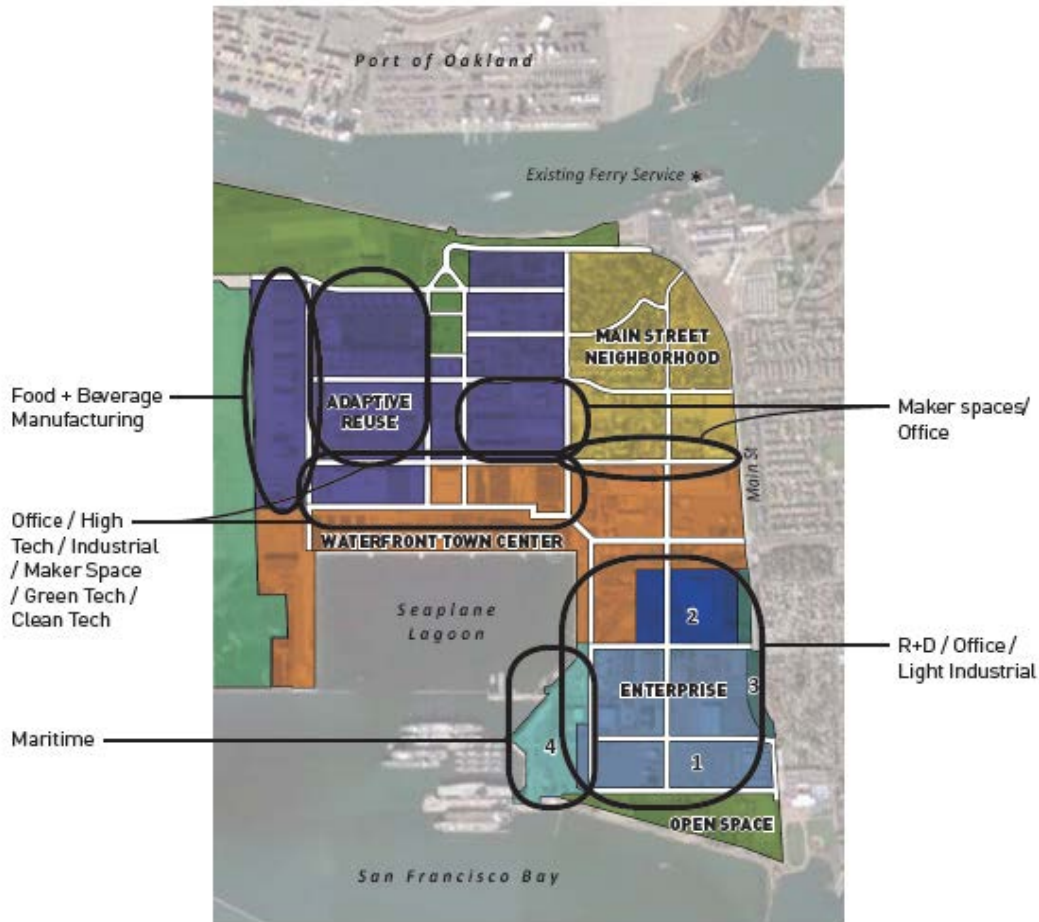 Port of Oakland
Existing Ferry Service *
MAIN STREET
NEIGHBORHOOD
Food + Beverage
Manufacturing
ADAPTIVE
REUSE
Maker spaces/
Office
Main St
Office / High
Tech / Industrial
/ Maker Space
/ Green Tech /
Clean Tech
WATERFRONT TOWN CENTER
Seaplane
Lagoon
2
R+D / Office /
Light Industrial
ENTERPRISE
3
Maritime
4
1
OPEN SPACE
San Francisco Bay